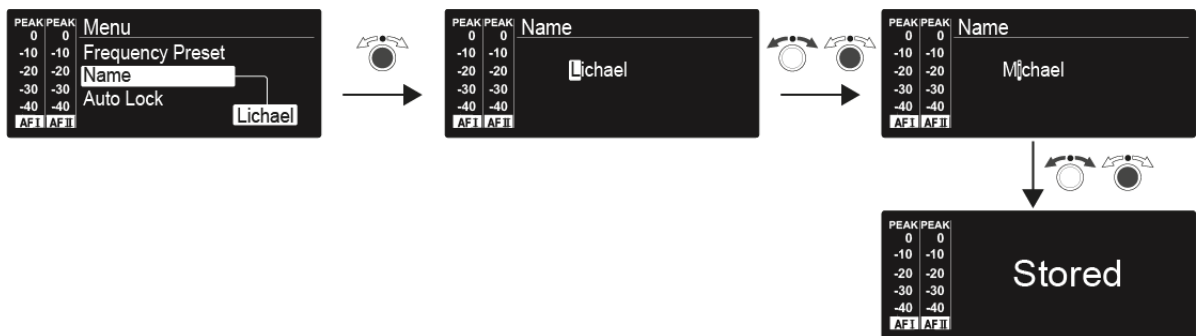 PEAK PEAK Menu
0 0
-10 -10 Frequency Preset
-20 -20 Name
-30 -30 Auto Lock
-40 -40 Lichael
AF I AF II
PEAK PEAK Name
0 0
-10 -10
-20 -20 Lichael
-30 -30
-40 -40
AF I AF II
PEAK PEAK Name
0 0
-10 -10
-20 -20 Michael
-30 -30
-40 -40
AF I AF II
PEAK PEAK
0 0
-10 -10
-20 -20 Stored
-30 -30
-40 -40
AF I AF II